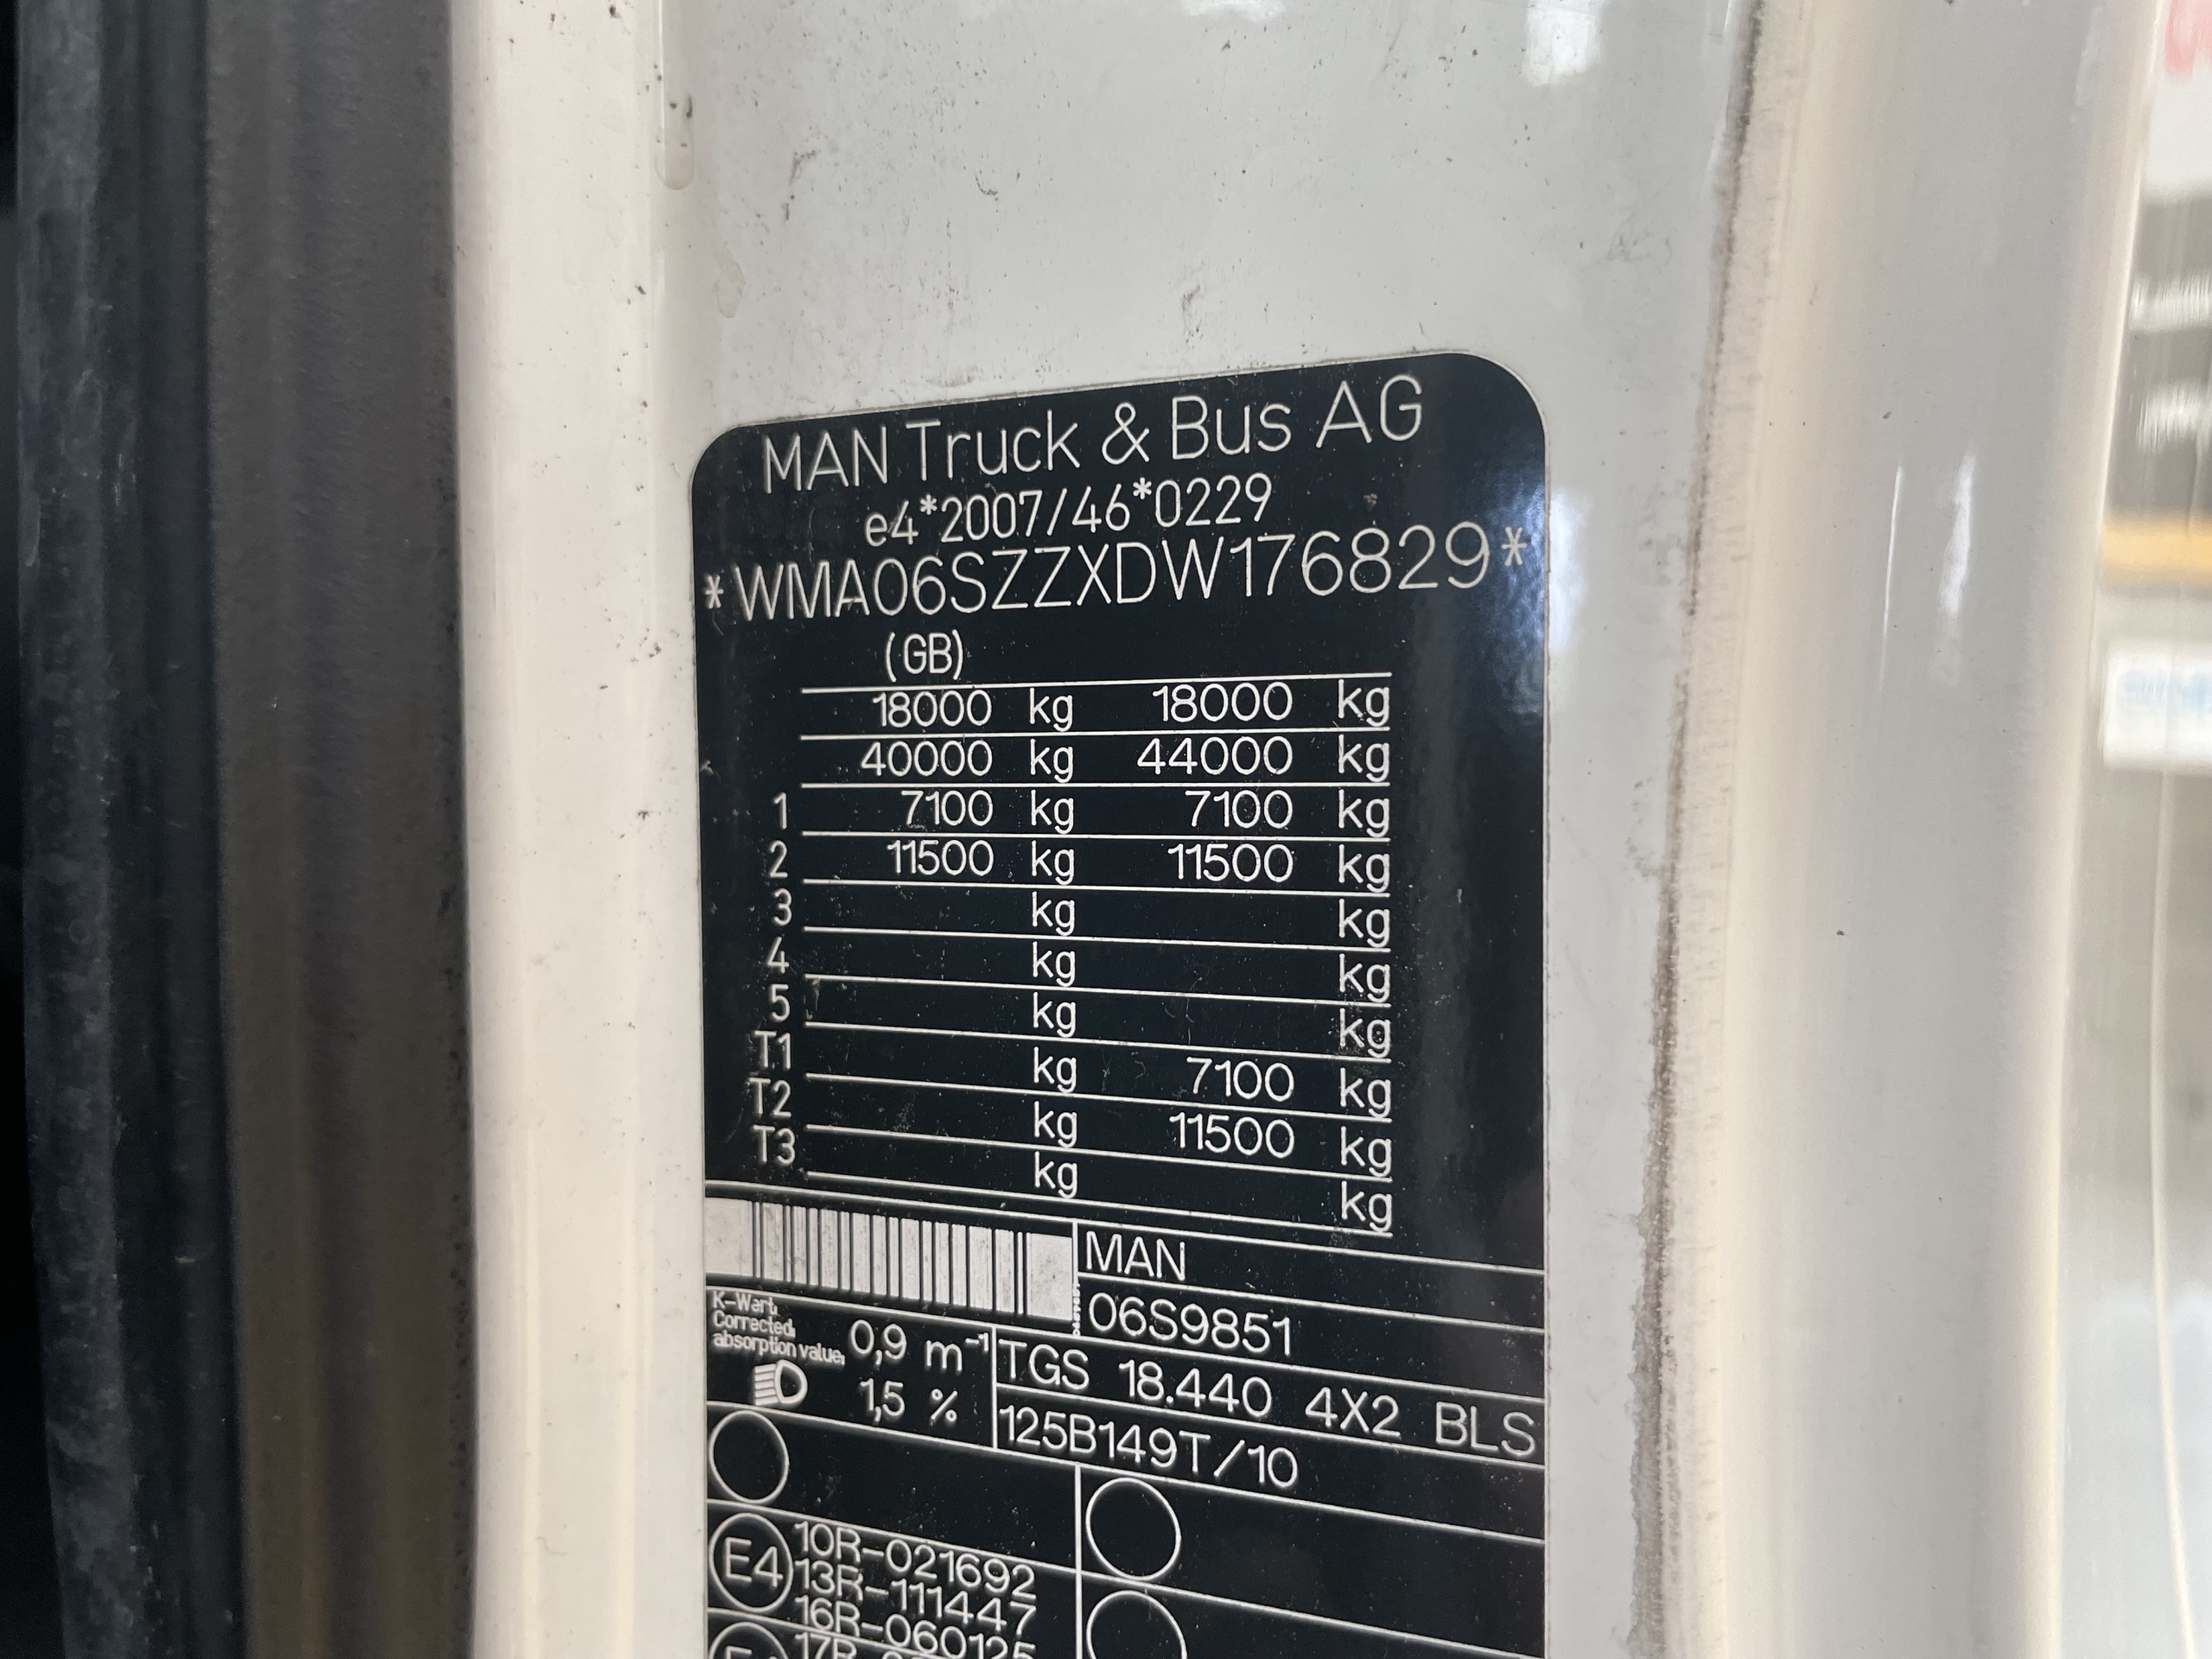 MAN Truck & Bus AG
e4*2007/46*0229
*WMA06SZZXDW176829*
(GB)
18000 kg 18000 kg
40000 kg 44000 kg
1 7100 kg 7100 kg
2 11500 kg 11500 kg
3 kg kg
4 kg kg
5 kg kg
T1 kg 7100 kg
T2 kg 11500 kg
T3 kg kg
MAN
06S9851
K-Wert,
Corrected,
absorption value,
0,9 m⁻¹
TGS 18.440 4X2 BLS
1,5 %
125B149T/10
E4
10R-021692
13R-111447
16R-060125
17R